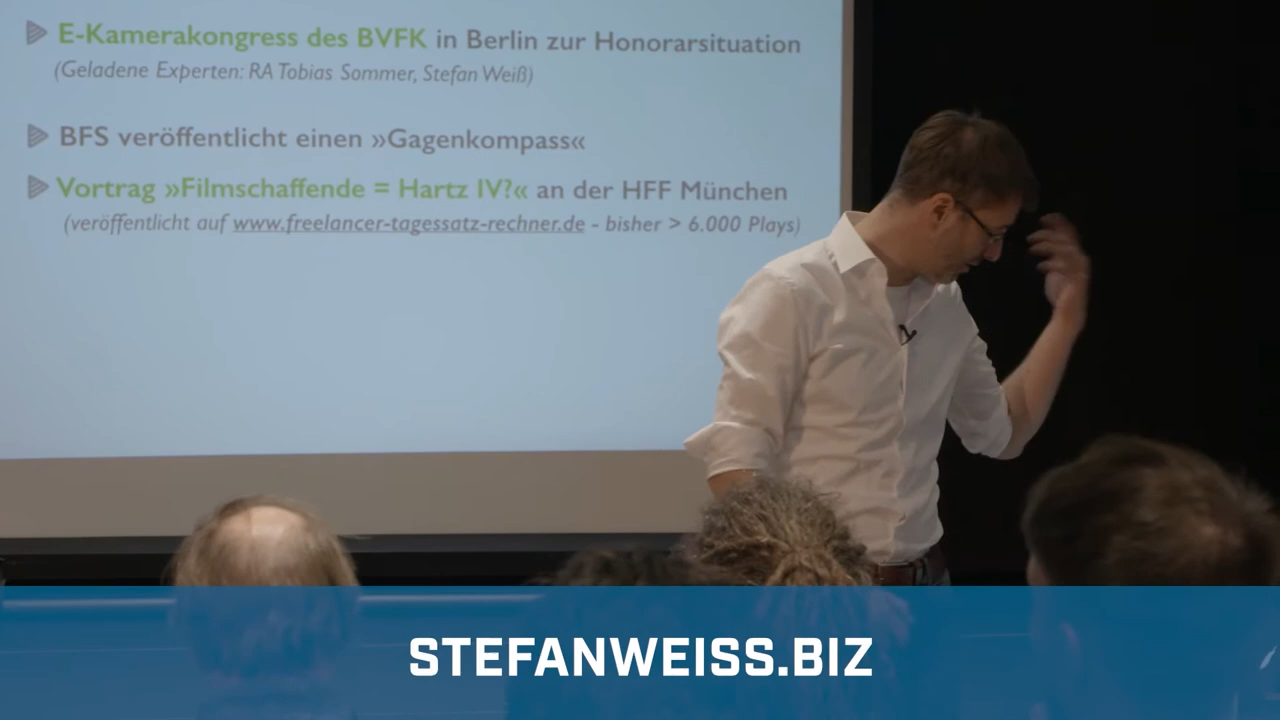 E-Kamerakongress des BVFK in Berlin zur Honorarsituation
(Geladene Experten: RA Tobias Sommer, Stefan Weiß)
BFS veröffentlicht einen »Gagenkompass«
Vortrag »Filmschaffende = Hartz IV?« an der HFF München
(veröffentlicht auf www.freelancer-tagessatz-rechner.de - bisher > 6.000 Plays)
STEFANWEISS.BIZ